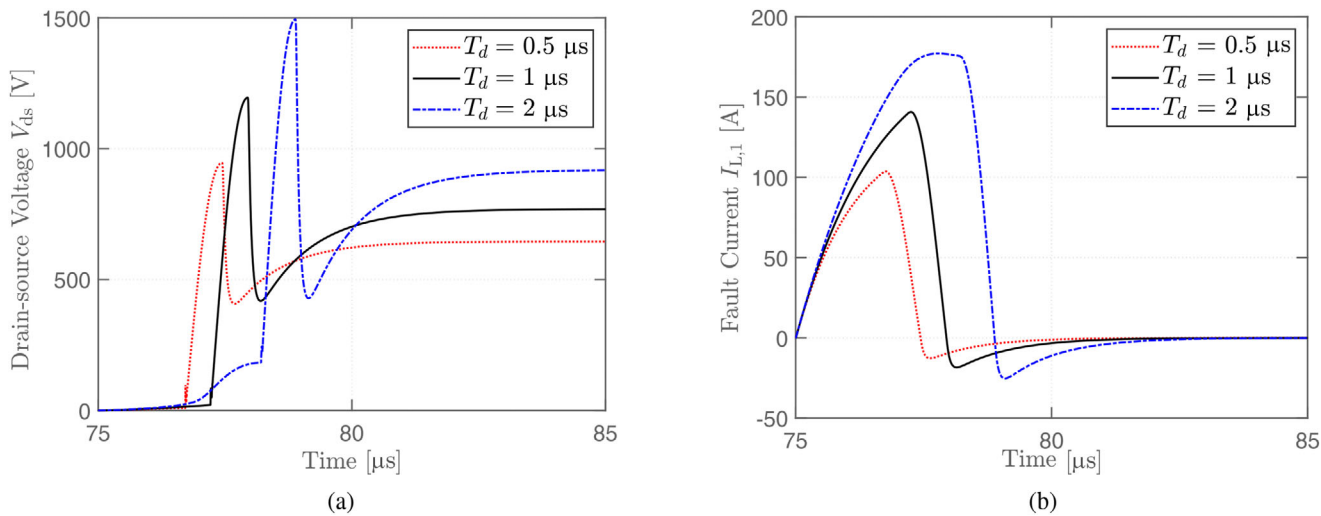 1500
1000
500
0
75
80
85
Drain-source Voltage V_ds [V]
Time [μs]
T_d = 0.5 μs
T_d = 1 μs
T_d = 2 μs
(a)
200
150
100
50
0
-50
75
80
85
Fault Current I_L,1 [A]
Time [μs]
T_d = 0.5 μs
T_d = 1 μs
T_d = 2 μs
(b)